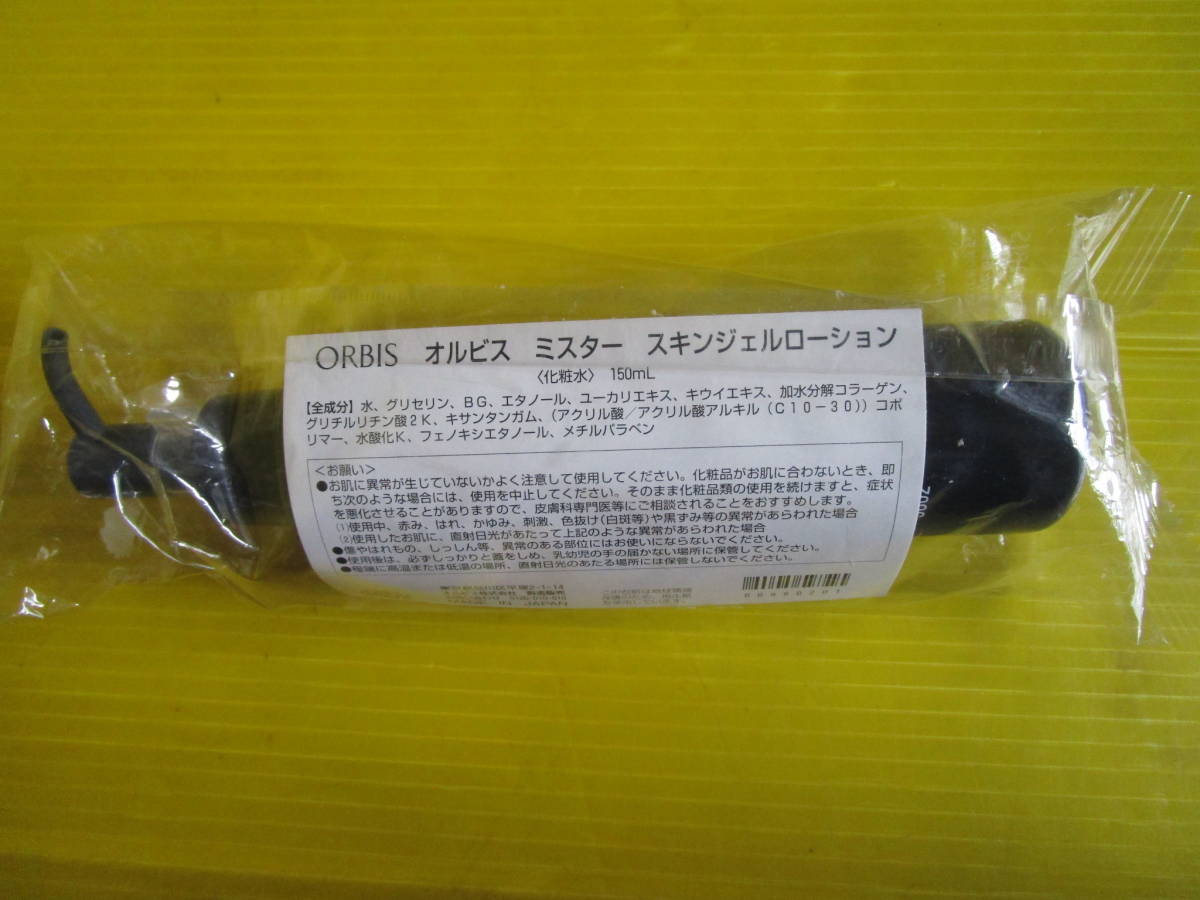 ORBIS オルビス ミスター スキンジェルローション
〈化粧水〉 150mL
【全成分】水、グリセリン、BG、エタノール、ユーカリエキス、キウイエキス、加水分解コラーゲン、
グリチルリチン酸2K、キサンタンガム、(アクリル酸/アクリル酸アルキル(C10-30))コポ
リマー、水酸化K、フェノキシエタノール、メチルパラベン
<お願い>
●お肌に異常が生じていないかよく注意して使用してください。化粧品がお肌に合わないとき、即
ち次のような場合には、使用を中止してください。そのまま化粧品類の使用を続けますと、症状
を悪化させることがありますので、皮膚科専門医等にご相談されることをおすすめします。
(1)使用中、赤み、はれ、かゆみ、刺激、色抜け(白斑等)や黒ずみ等の異常があらわれた場合
(2)使用したお肌に、直射日光があたって上記のような異常があらわれた場合
●傷やはれもの、しっしん等、異常のある部位にはお使いにならないでください。
●使用後は、必ずしっかりと蓋をしめ、乳幼児の手の届かない場所に保管してください。
●極端に高温または低温の場所、直射日光のあたる場所には保管しないでください。
2-1-14
オルビス株式会社
0120-010-010
MADE IN JAPAN